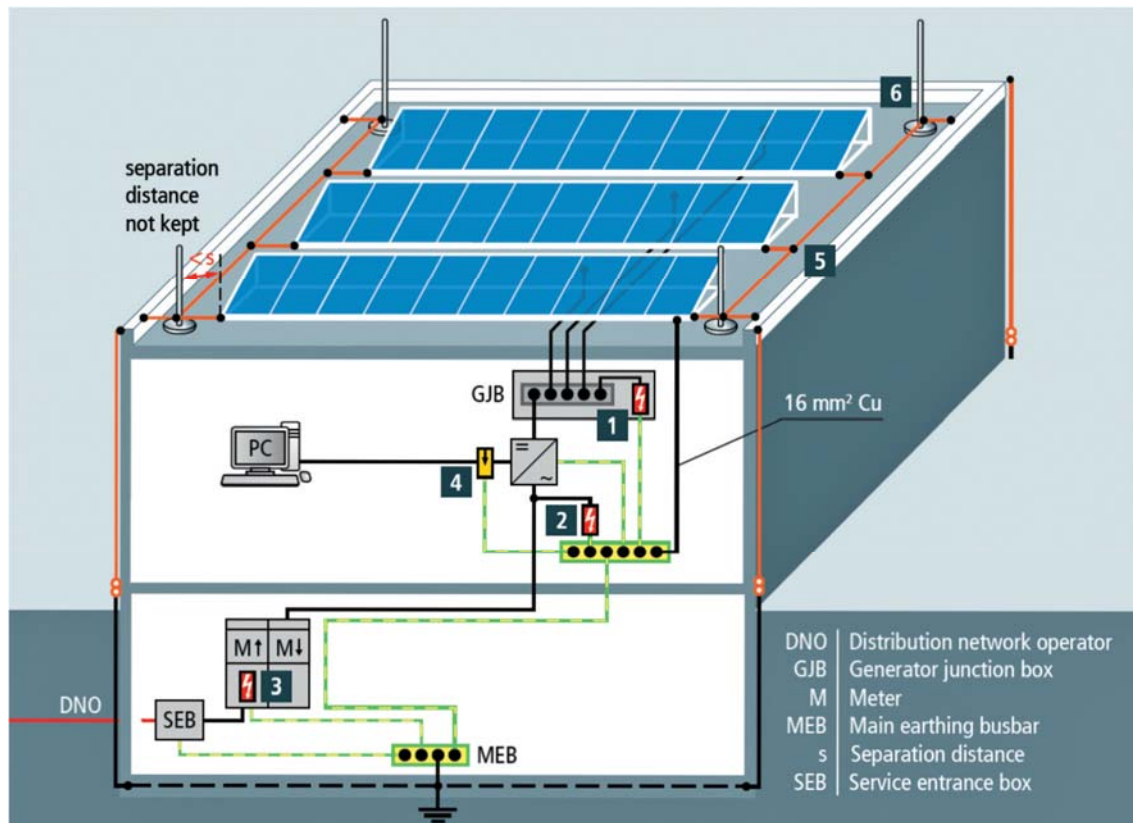 6
separation
distance
not kept
< s
5
GJB
1
16 mm² Cu
PC
4
=
~
2
M↑ M↓
3
DNO
SEB
MEB
DNO Distribution network operator
GJB Generator junction box
M Meter
MEB Main earthing busbar
s Separation distance
SEB Service entrance box